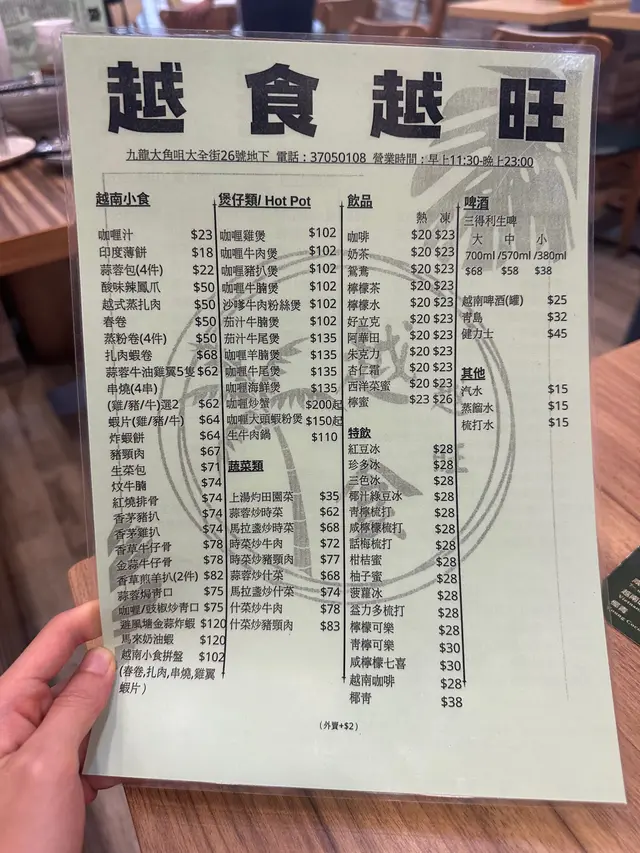 越食越旺
九龍大角咀大全街26號地下 電話：37050108 營業時間：早上11:30-晚上23:00
越南小食
咖喱汁 $23
印度薄餅 $18
蒜蓉包(4件) $22
酸味辣鳳爪 $50
越式蒸扎肉 $50
春卷 $50
蒸粉卷(4件) $50
扎肉蝦卷 $68
蒜蓉牛油雞翼5隻 $62
串燒(4串)
(雞/豬/牛)選2 $62
蝦片(雞/豬/牛) $64
炸蝦餅 $64
豬頸肉 $67
生菜包 $71
炆牛腩 $74
紅燒排骨 $74
香茅豬扒 $74
香茅雞扒 $74
香草牛仔骨 $78
金蒜牛仔骨 $78
香草煎羊扒(2件) $82
蒜蓉焗青口 $75
咖喱/豉椒炒青口 $75
避風塘金蒜炸蝦 $120
馬來奶油蝦 $120
越南小食拼盤 $102
(春卷,扎肉,串燒,雞翼
蝦片)
煲仔類/ Hot Pot
咖喱雞煲 $102
咖喱牛肉煲 $102
咖喱豬扒煲 $102
咖喱牛腩煲 $102
沙嗲牛肉粉絲煲 $102
茄汁牛腩煲 $102
茄汁牛尾煲 $135
咖喱羊腩煲 $135
咖喱牛尾煲 $135
咖喱海鮮煲 $135
咖喱炒蟹 $200起
咖喱大頭蝦粉煲 $150起
生牛肉鍋 $110
蔬菜類
上湯灼田園菜 $35
蒜蓉炒時菜 $62
馬拉盞炒時菜 $68
時菜炒牛肉 $72
時菜炒豬頸肉 $77
蒜蓉炒什菜 $68
馬拉盞炒什菜 $74
什菜炒牛肉 $78
什菜炒豬頸肉 $83
飲品
熱 凍
咖啡 $20 $23
奶茶 $20 $23
鴛鴦 $20 $23
檸檬茶 $20 $23
檸檬水 $20 $23
好立克 $20 $23
阿華田 $20 $23
朱克力 $20 $23
杏仁霜 $20 $23
西洋菜蜜 $20 $23
檸蜜 $23 $26
特飲
紅豆冰 $28
珍多冰 $28
三色冰 $28
椰汁綠豆冰 $28
青檸梳打 $28
咸檸檬梳打 $28
話梅梳打 $28
柑桔蜜 $28
柚子蜜 $28
菠蘿冰 $28
益力多梳打 $28
檸檬可樂 $28
青檸可樂 $30
咸檸檬七喜 $30
越南咖啡 $28
椰青 $38
啤酒
三得利生啤
大 中 小
700ml /570ml /380ml
$68 $58 $38
越南啤酒(罐) $25
青島 $32
健力士 $45
其他
汽水 $15
蒸餾水 $15
梳打水 $15
(外賣+$2)